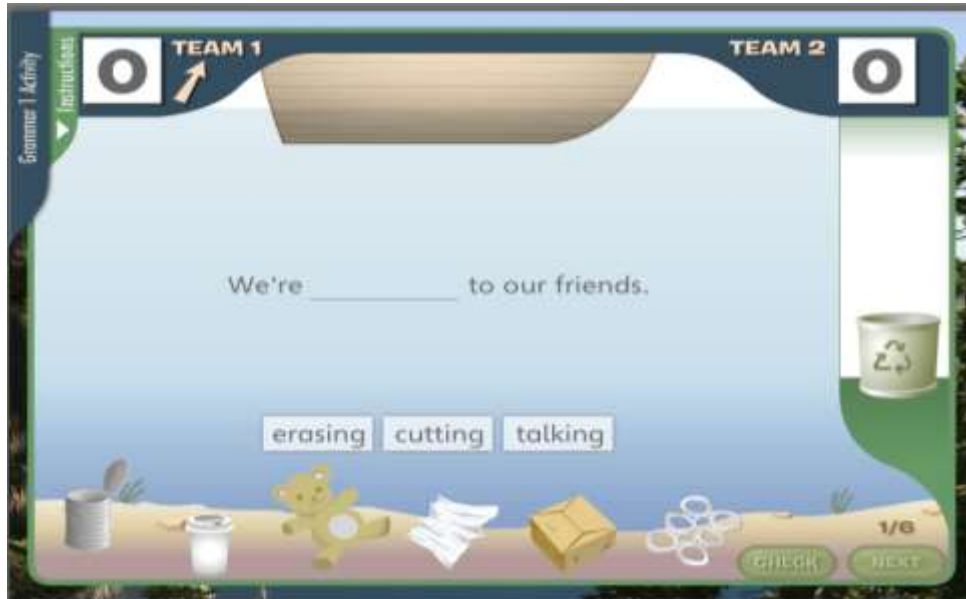 Grammar 1 Activity
Instructions
0 TEAM 1
TEAM 2 0
We're __________ to our friends.
erasing cutting talking
1/6
CHECK NEXT